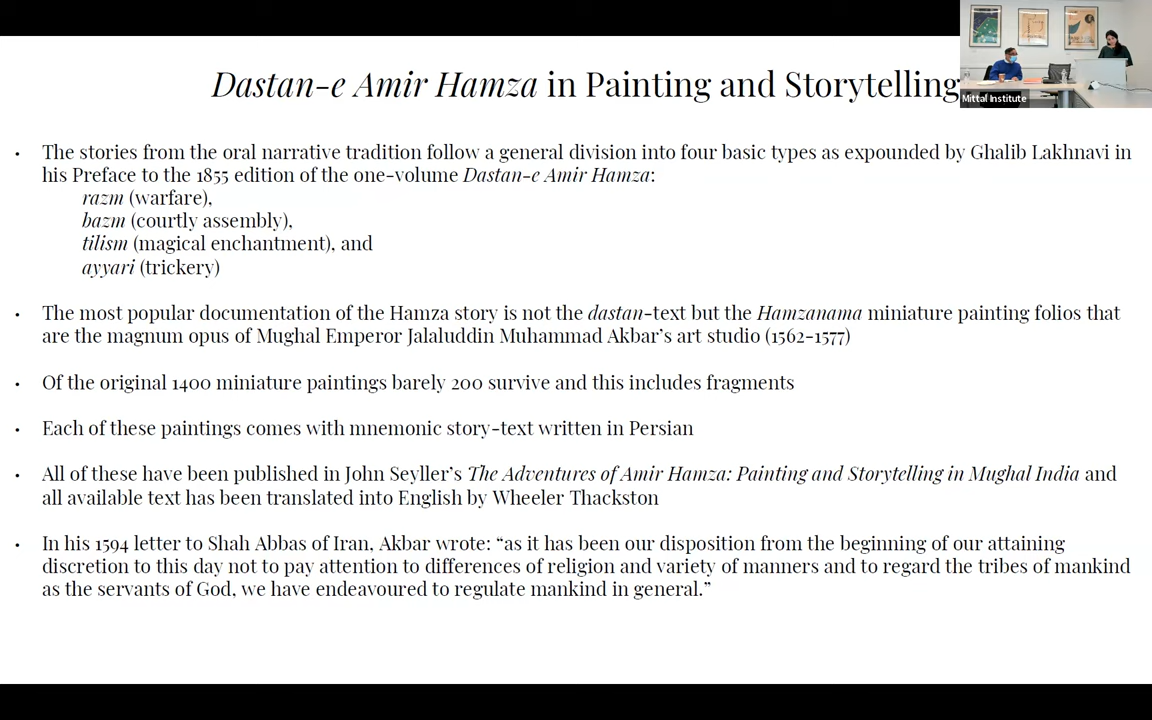 Dastan-e Amir Hamza in Painting and Storytelling
Mittal Institute
• The stories from the oral narrative tradition follow a general division into four basic types as expounded by Ghalib Lakhnavi in
his Preface to the 1855 edition of the one-volume Dastan-e Amir Hamza:
razm (warfare),
bazm (courtly assembly),
tilism (magical enchantment), and
ayyari (trickery)
• The most popular documentation of the Hamza story is not the dastan-text but the Hamzanama miniature painting folios that
are the magnum opus of Mughal Emperor Jalaluddin Muhammad Akbar’s art studio (1562-1577)
• Of the original 1400 miniature paintings barely 200 survive and this includes fragments
• Each of these paintings comes with mnemonic story-text written in Persian
• All of these have been published in John Seyller’s The Adventures of Amir Hamza: Painting and Storytelling in Mughal India and
all available text has been translated into English by Wheeler Thackston
• In his 1594 letter to Shah Abbas of Iran, Akbar wrote: “as it has been our disposition from the beginning of our attaining
discretion to this day not to pay attention to differences of religion and variety of manners and to regard the tribes of mankind
as the servants of God, we have endeavoured to regulate mankind in general.”